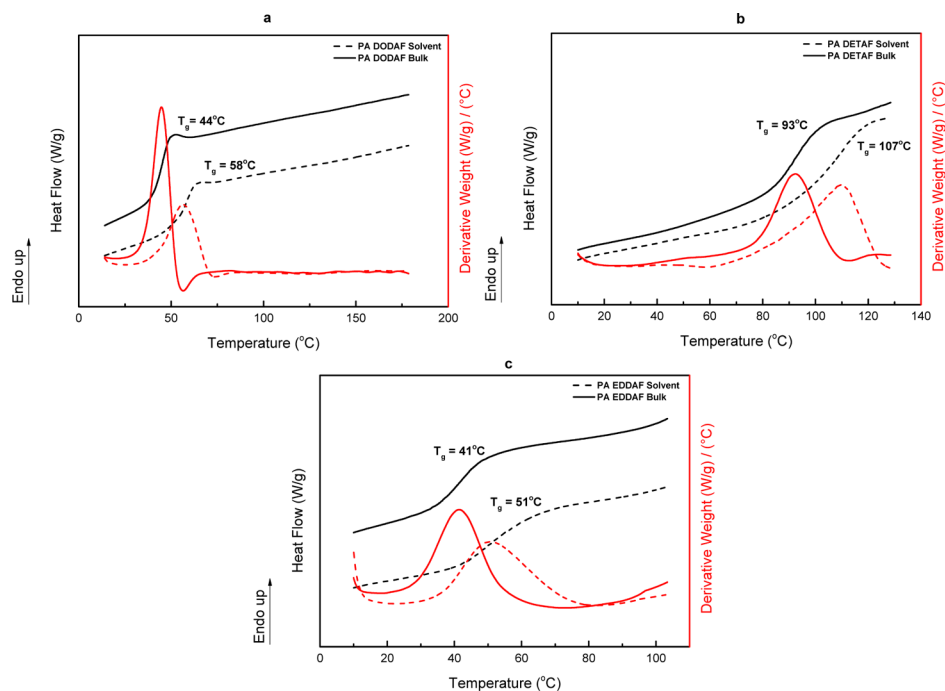 a
PA DODAF Solvent
PA DODAF Bulk
Tg = 44°C
Tg = 58°C
Heat Flow (W/g)
Endo up
Derivative Weight (W/g) / (°C)
0 50 100 150 200
Temperature (°C)
b
PA DETAF Solvent
PA DETAF Bulk
Tg = 93°C
Tg = 107°C
Heat Flow (W/g)
Endo up
Derivative Weight (W/g) / (°C)
0 20 40 60 80 100 120 140
Temperature (°C)
c
PA EDDAF Solvent
PA EDDAF Bulk
Tg = 41°C
Tg = 51°C
Heat Flow (W/g)
Endo up
Derivative Weight (W/g) / (°C)
0 20 40 60 80 100
Temperature (°C)